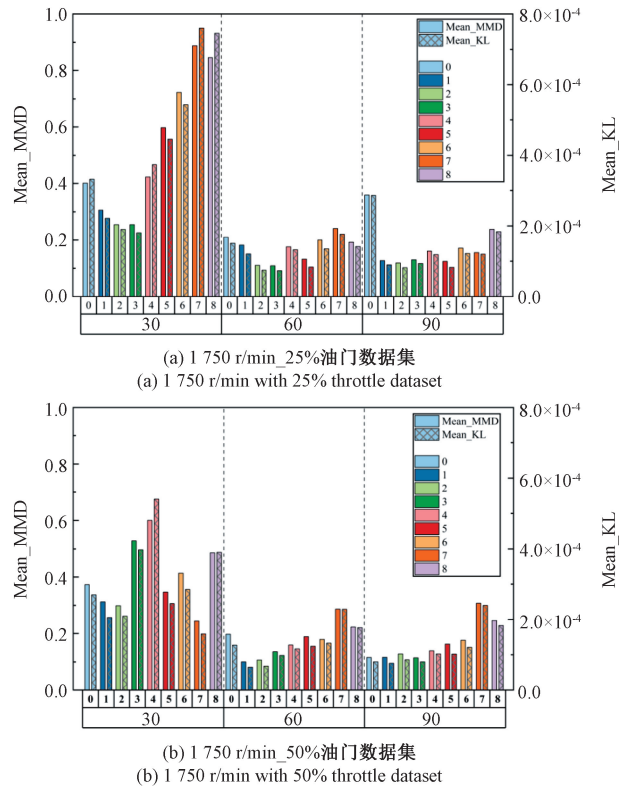 1.0
0.8
0.6
0.4
0.2
0.0
Mean_MMD
8.0×10⁻⁴
6.0×10⁻⁴
4.0×10⁻⁴
2.0×10⁻⁴
0.0
Mean_KL
Mean_MMD
Mean_KL
0
1
2
3
4
5
6
7
8
0 1 2 3 4 5 6 7 8 0 1 2 3 4 5 6 7 8 0 1 2 3 4 5 6 7 8
30 60 90
(a) 1 750 r/min_25%油门数据集
(a) 1 750 r/min with 25% throttle dataset
1.0
0.8
0.6
0.4
0.2
0.0
Mean_MMD
8.0×10⁻⁴
6.0×10⁻⁴
4.0×10⁻⁴
2.0×10⁻⁴
0.0
Mean_KL
Mean_MMD
Mean_KL
0
1
2
3
4
5
6
7
8
0 1 2 3 4 5 6 7 8 0 1 2 3 4 5 6 7 8 0 1 2 3 4 5 6 7 8
30 60 90
(b) 1 750 r/min_50%油门数据集
(b) 1 750 r/min with 50% throttle dataset